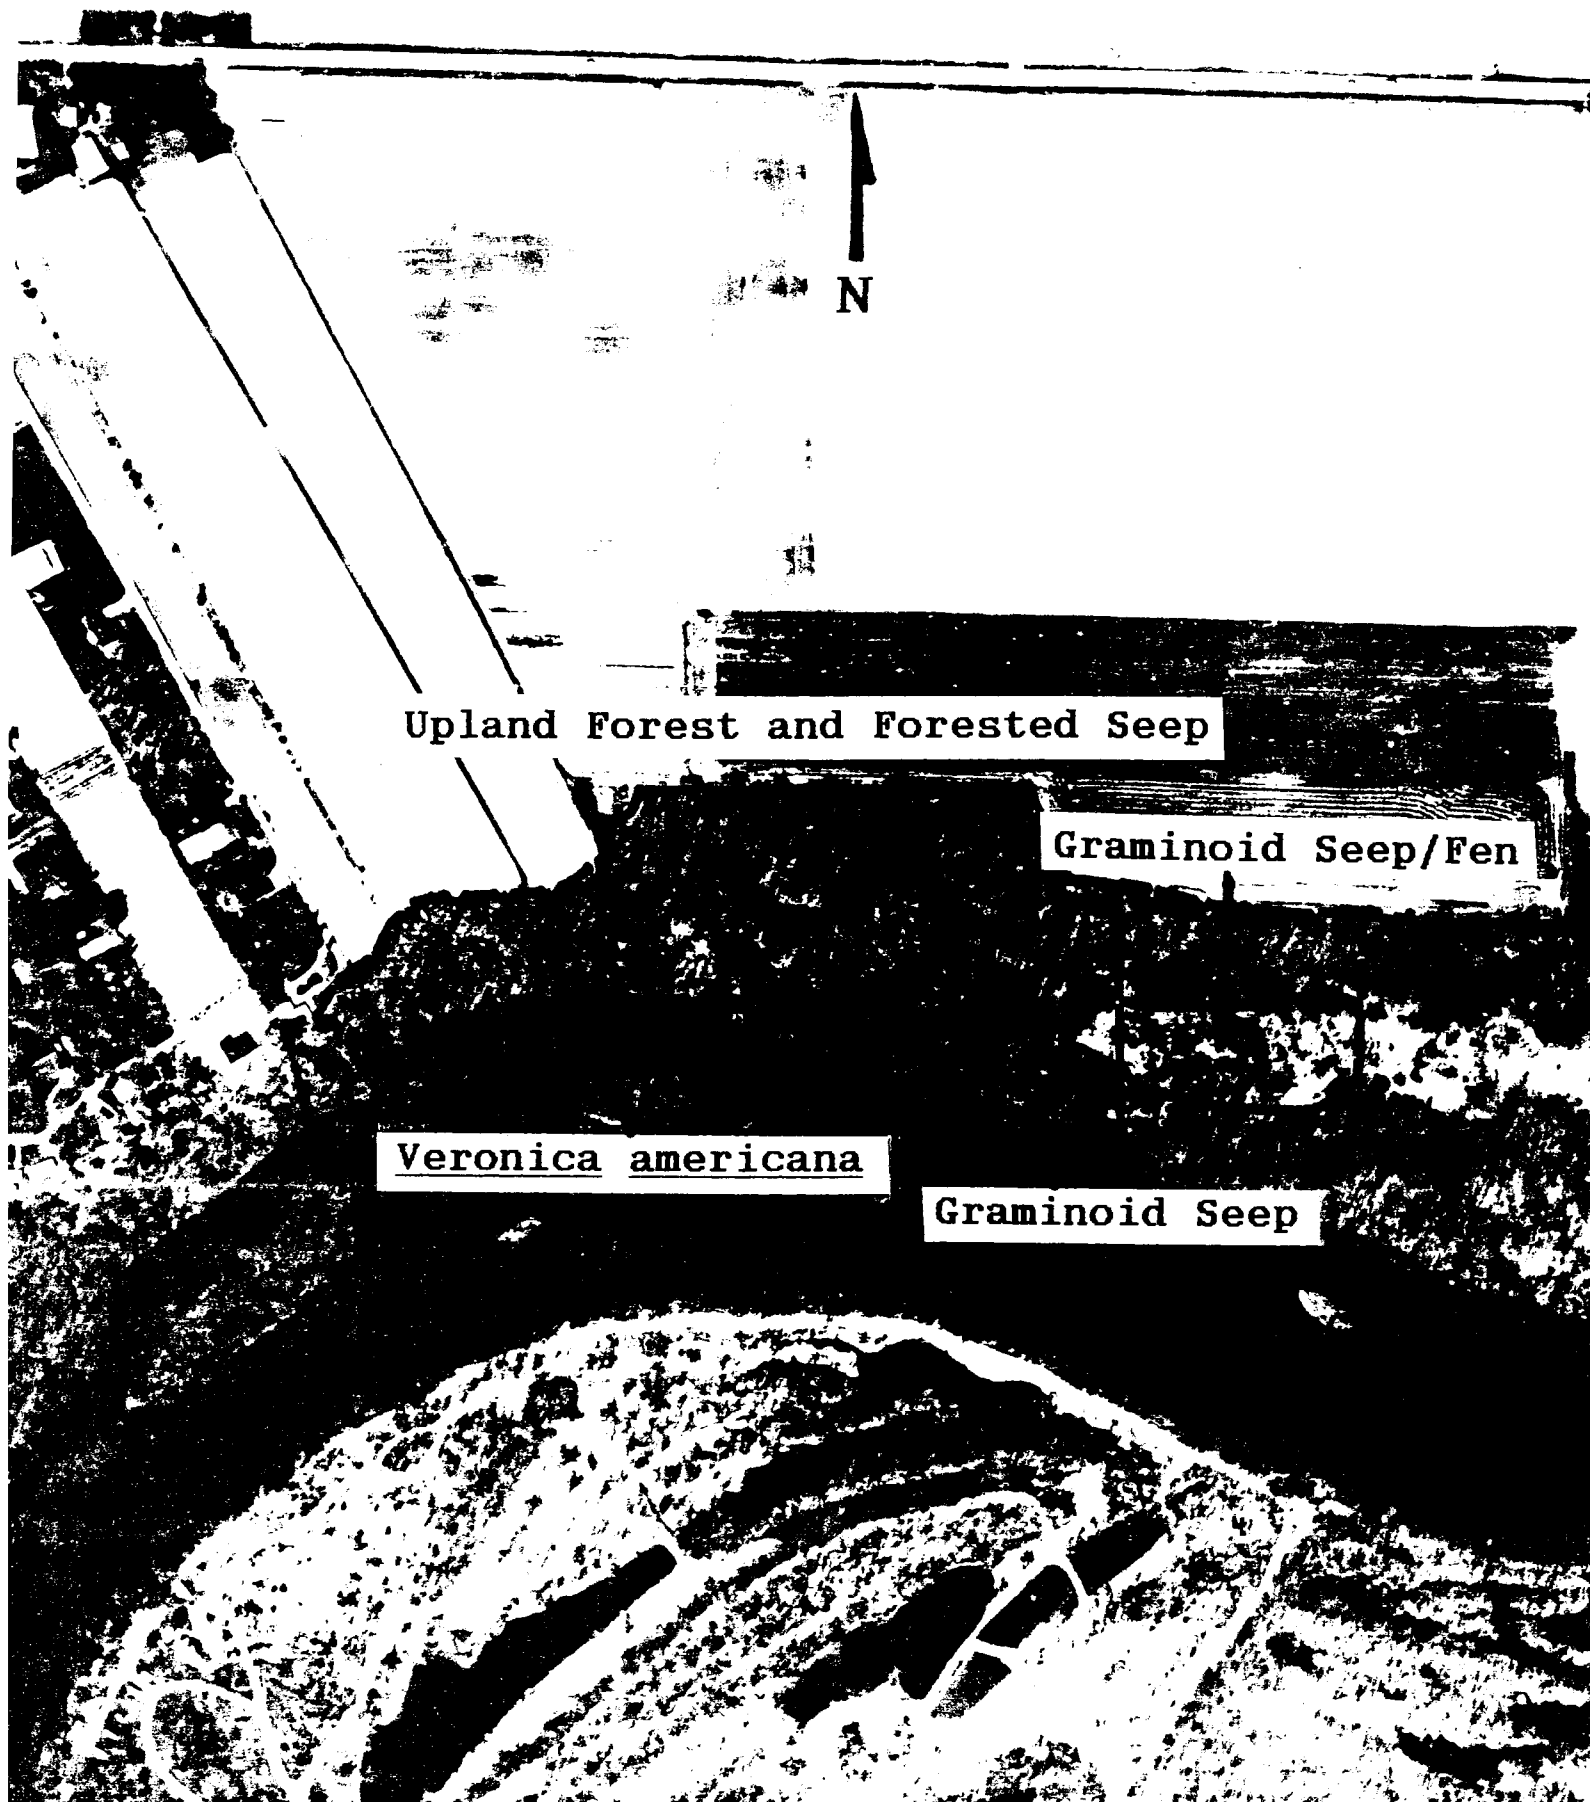 N
Upland Forest and Forested Seep
Graminoid Seep/Fen
Veronica americana
Graminoid Seep